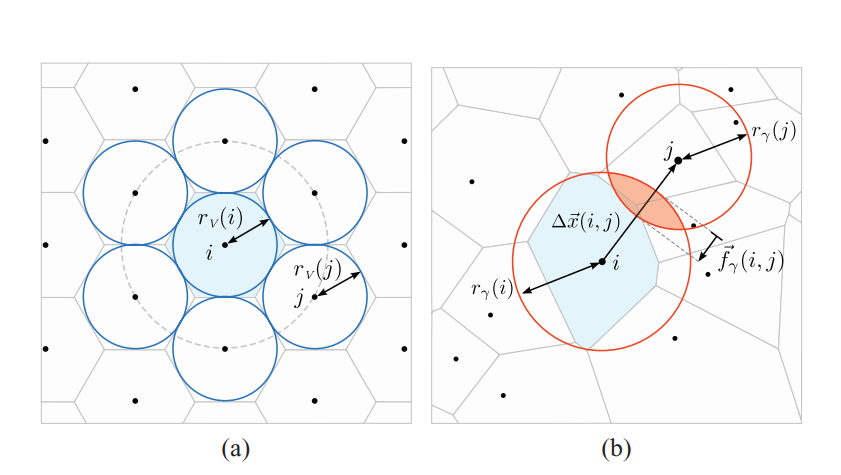 r_V(i)
i
r_V(j)
j
(a)
r_γ(j)
j
Δx⃗(i, j)
f⃗_γ(i, j)
i
r_γ(i)
(b)